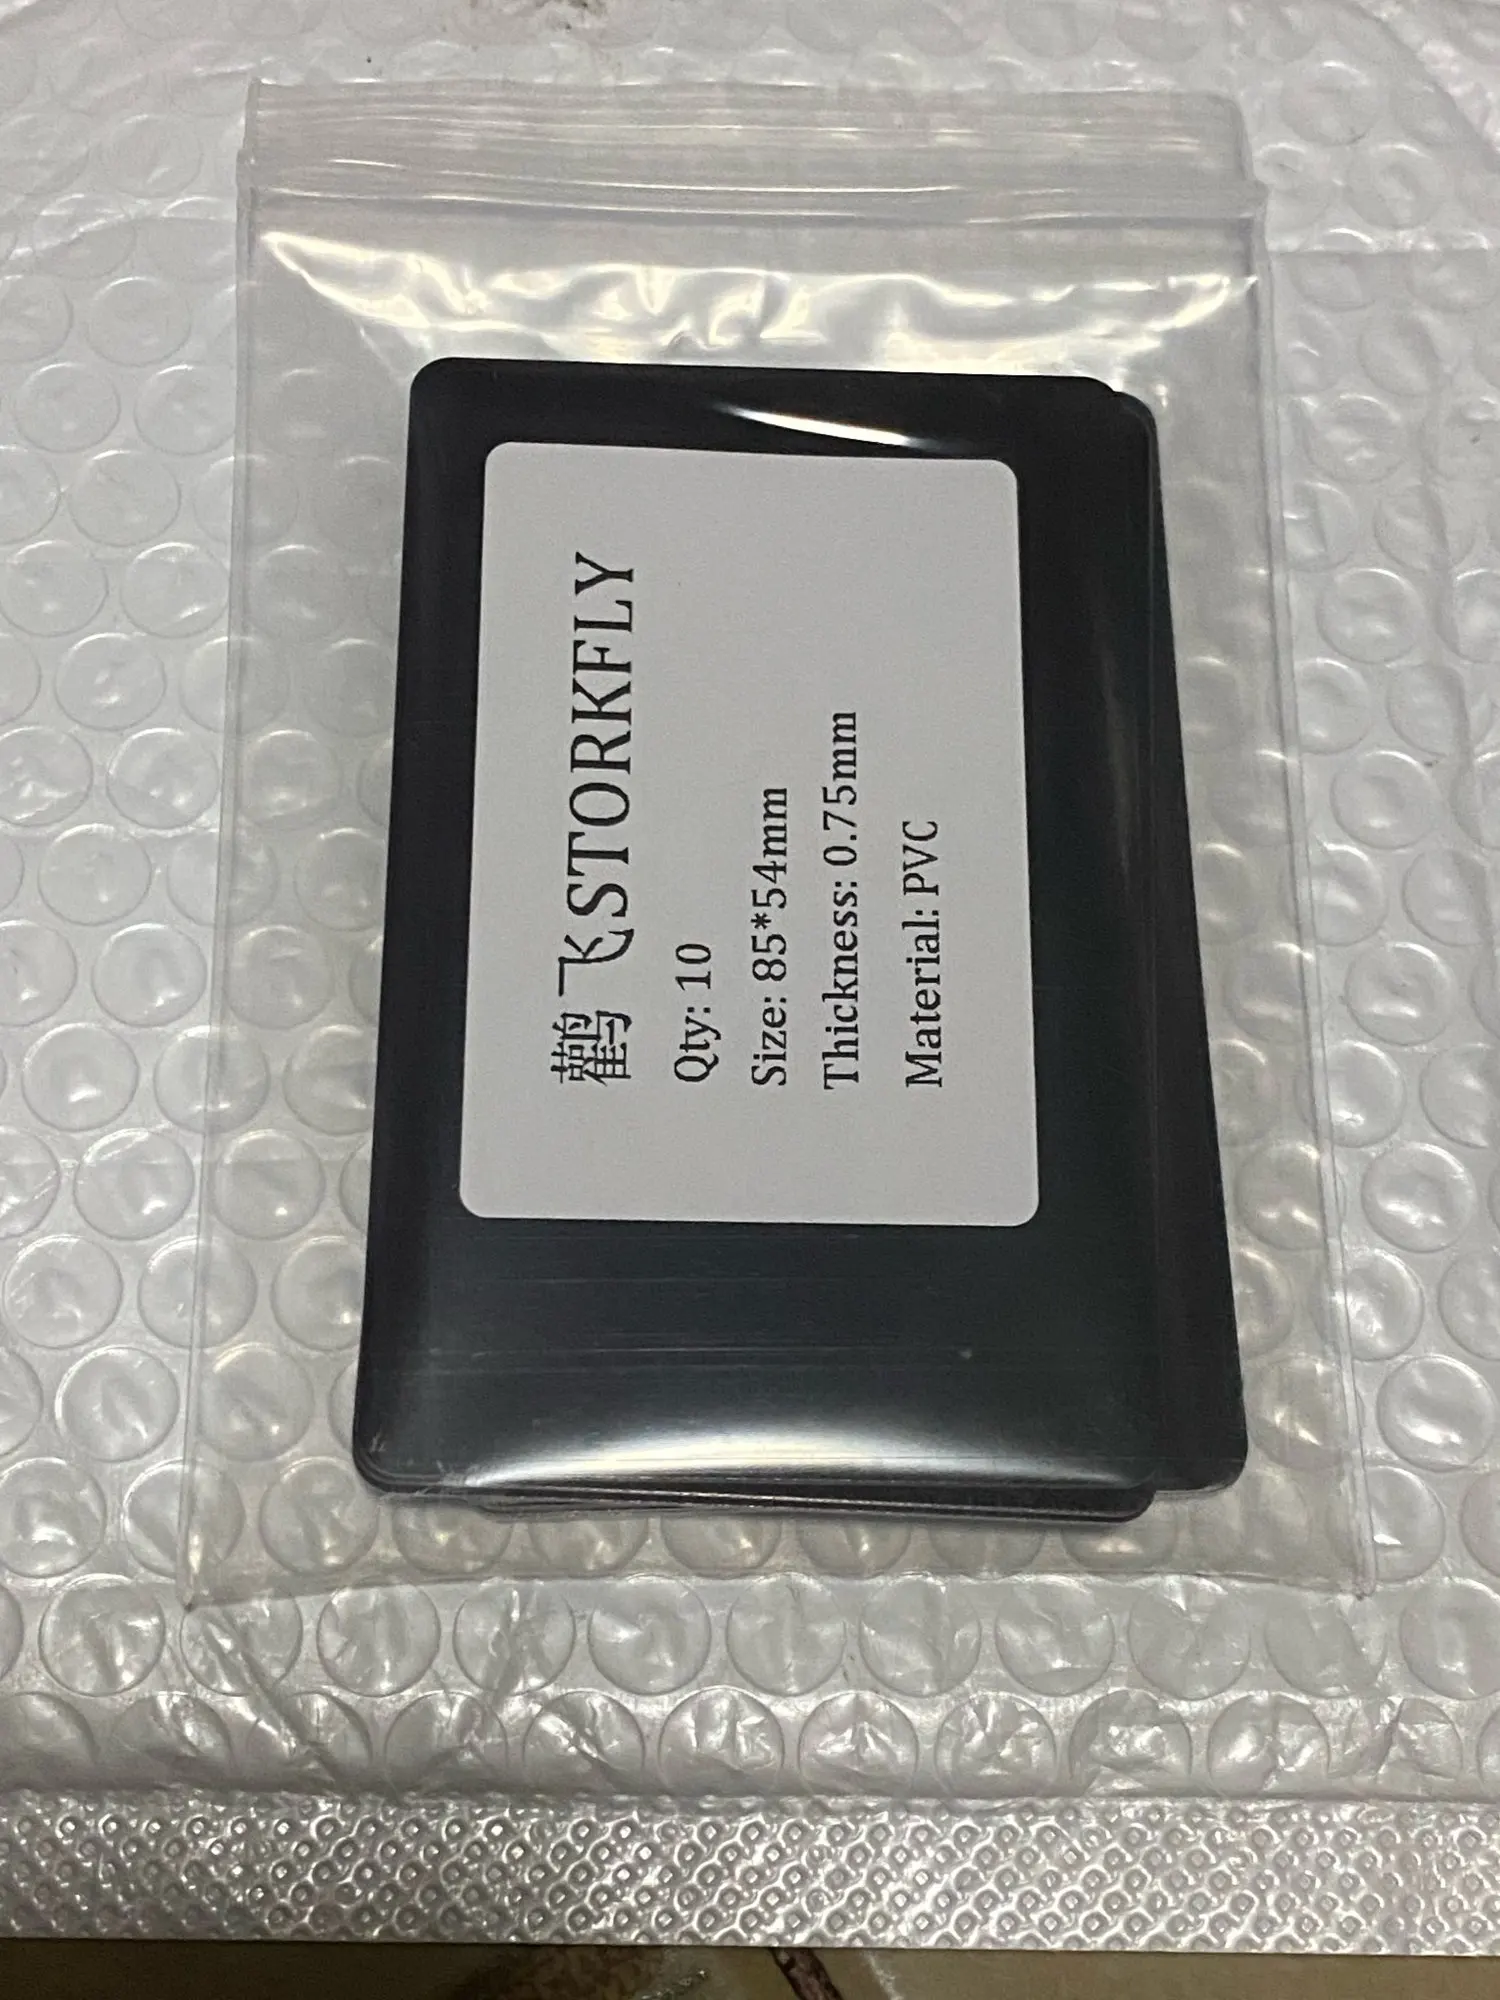 鹳飞STORKFLY
Qty: 10
Size: 85*54mm
Thickness: 0.75mm
Material: PVC